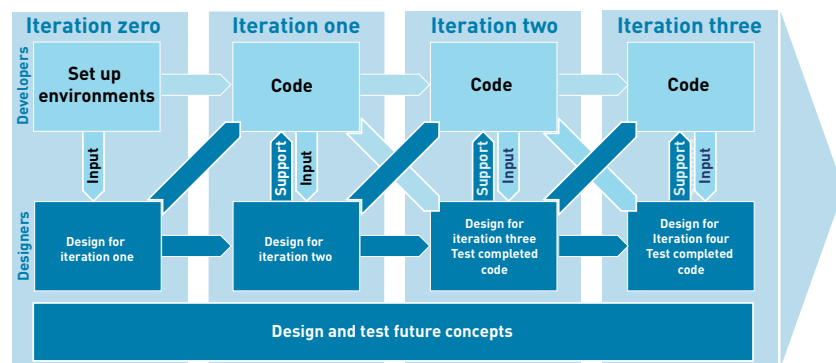 Iteration zero
Iteration one
Iteration two
Iteration three
Developers
Set up
environments
Code
Code
Code
Input
Support
Input
Support
Input
Support
Input
Designers
Design for
iteration one
Design for
iteration two
Design for
iteration three
Test completed
code
Design for
Iteration four
Test completed
code
Design and test future concepts